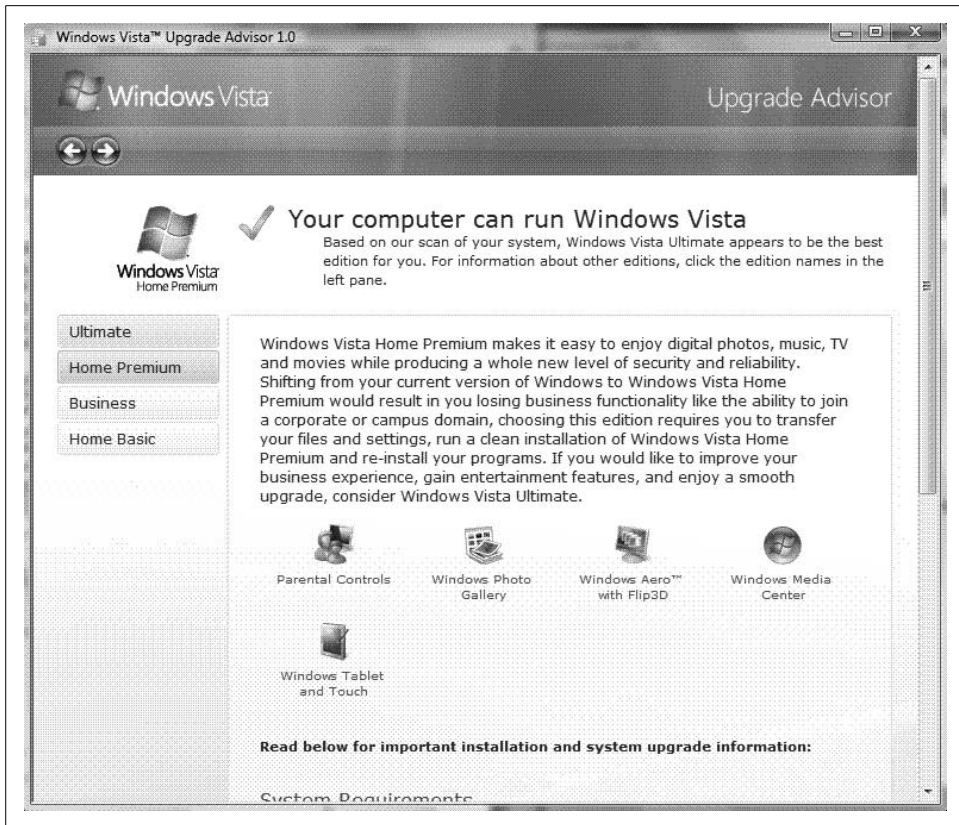 Windows Vista™ Upgrade Advisor 1.0
Windows Vista
Upgrade Advisor
Windows Vista
Home Premium
Your computer can run Windows Vista
Based on our scan of your system, Windows Vista Ultimate appears to be the best
edition for you. For information about other editions, click the edition names in the
left pane.
Ultimate
Home Premium
Business
Home Basic
Windows Vista Home Premium makes it easy to enjoy digital photos, music, TV
and movies while producing a whole new level of security and reliability.
Shifting from your current version of Windows to Windows Vista Home
Premium would result in you losing business functionality like the ability to join
a corporate or campus domain, choosing this edition requires you to transfer
your files and settings, run a clean installation of Windows Vista Home
Premium and re-install your programs. If you would like to improve your
business experience, gain entertainment features, and enjoy a smooth
upgrade, consider Windows Vista Ultimate.
Parental Controls
Windows Photo
Gallery
Windows Aero™
with Flip3D
Windows Media
Center
Windows Tablet
and Touch
Read below for important installation and system upgrade information:
System Requirements